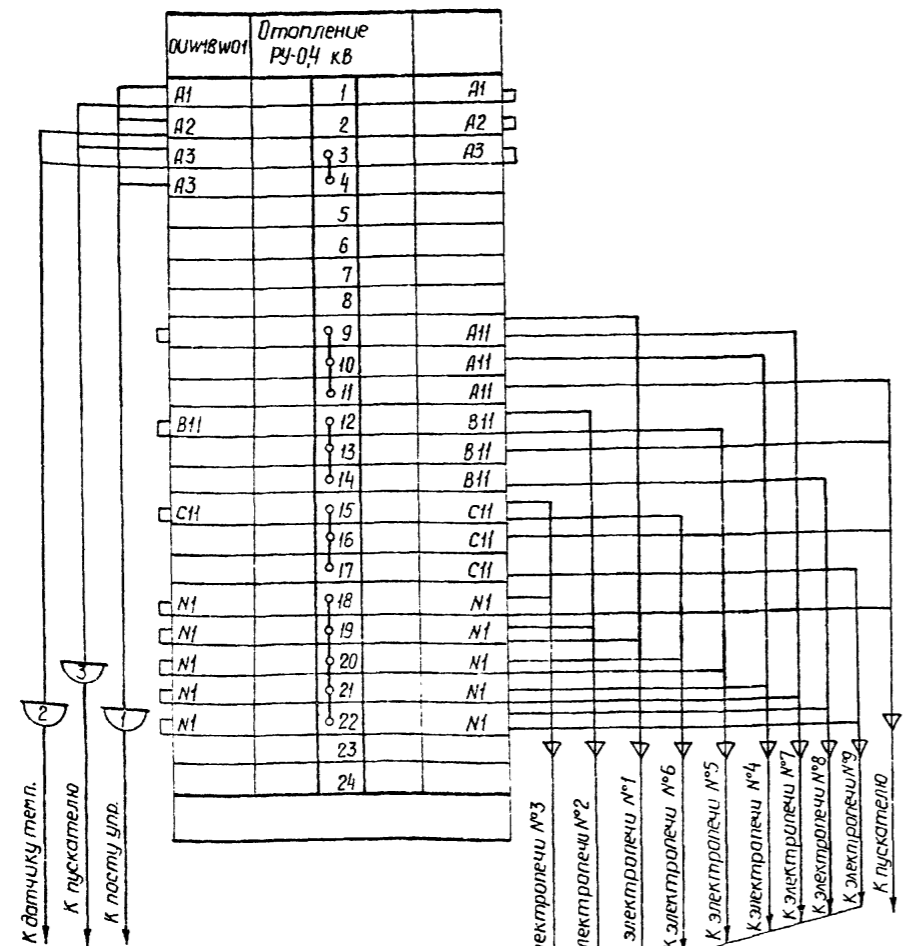 0UW18W01
Отопление
РУ-0,4 кВ
А1 1 А1
А2 2 А2
А3 3 А3
А3 4
5
6
7
8
9 А11
10 А11
11 А11
В11 12 В11
13 В11
14 В11
С11 15 С11
16 С11
17 С11
N1 18 N1
N1 19 N1
N1 20 N1
N1 21 N1
N1 22 N1
23
24
2
3
1
К датчику темп.
К пускателю
К посту упр.
лектропечи №3
лектропечи №2
электропечи №1
К электропечи №6
К электропечи №5
К электропечи №4
К электропечи №7
К электропечи №8
К электропечи №9
К пускателю